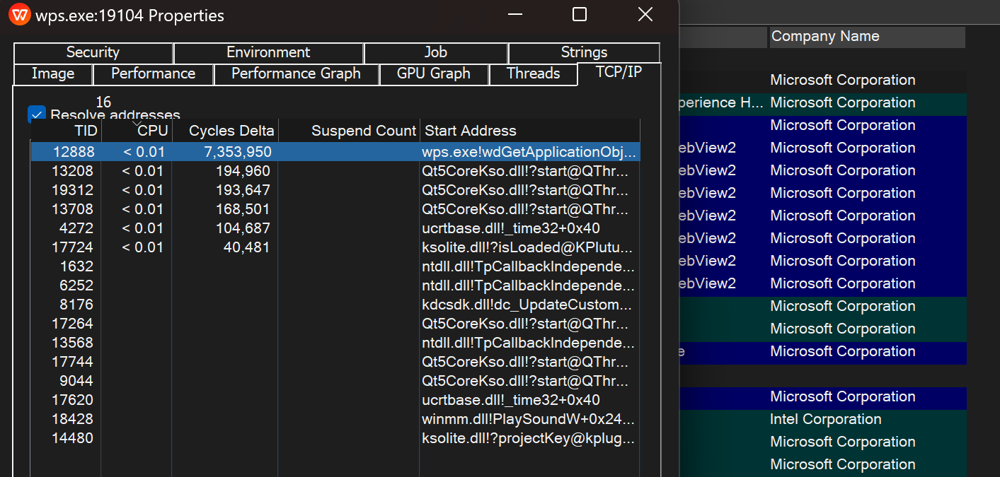 wps.exe:19104 Properties
Company Name
Security Environment Job Strings
Image Performance Performance Graph GPU Graph Threads TCP/IP
16
Resolve addresses
TID CPU Cycles Delta Suspend Count Start Address
12888 < 0.01 7,353,950 wps.exe!wdGetApplicationObj...
13208 < 0.01 194,960 Qt5CoreKso.dll!?start@QThr...
19312 < 0.01 193,647 Qt5CoreKso.dll!?start@QThr...
13708 < 0.01 168,501 Qt5CoreKso.dll!?start@QThr...
4272 < 0.01 104,687 ucrtbase.dll!_time32+0x40
17724 < 0.01 40,481 ksolite.dll!?isLoaded@KPlutu...
1632 ntdll.dll!TpCallbackIndepende...
6252 ntdll.dll!TpCallbackIndepende...
8176 kdcsdk.dll!dc_UpdateCustom...
17264 Qt5CoreKso.dll!?start@QThr...
13568 ntdll.dll!TpCallbackIndepende...
17744 Qt5CoreKso.dll!?start@QThr...
9044 Qt5CoreKso.dll!?start@QThr...
17620 ucrtbase.dll!_time32+0x40
18428 winmm.dll!PlaySoundW+0x24...
14480 ksolite.dll!?projectKey@kplug...
Microsoft Corporation
perience H... Microsoft Corporation
Microsoft Corporation
ebView2 Microsoft Corporation
ebView2 Microsoft Corporation
ebView2 Microsoft Corporation
ebView2 Microsoft Corporation
ebView2 Microsoft Corporation
ebView2 Microsoft Corporation
ebView2 Microsoft Corporation
Microsoft Corporation
Microsoft Corporation
e Microsoft Corporation
Microsoft Corporation
Intel Corporation
Microsoft Corporation
Microsoft Corporation